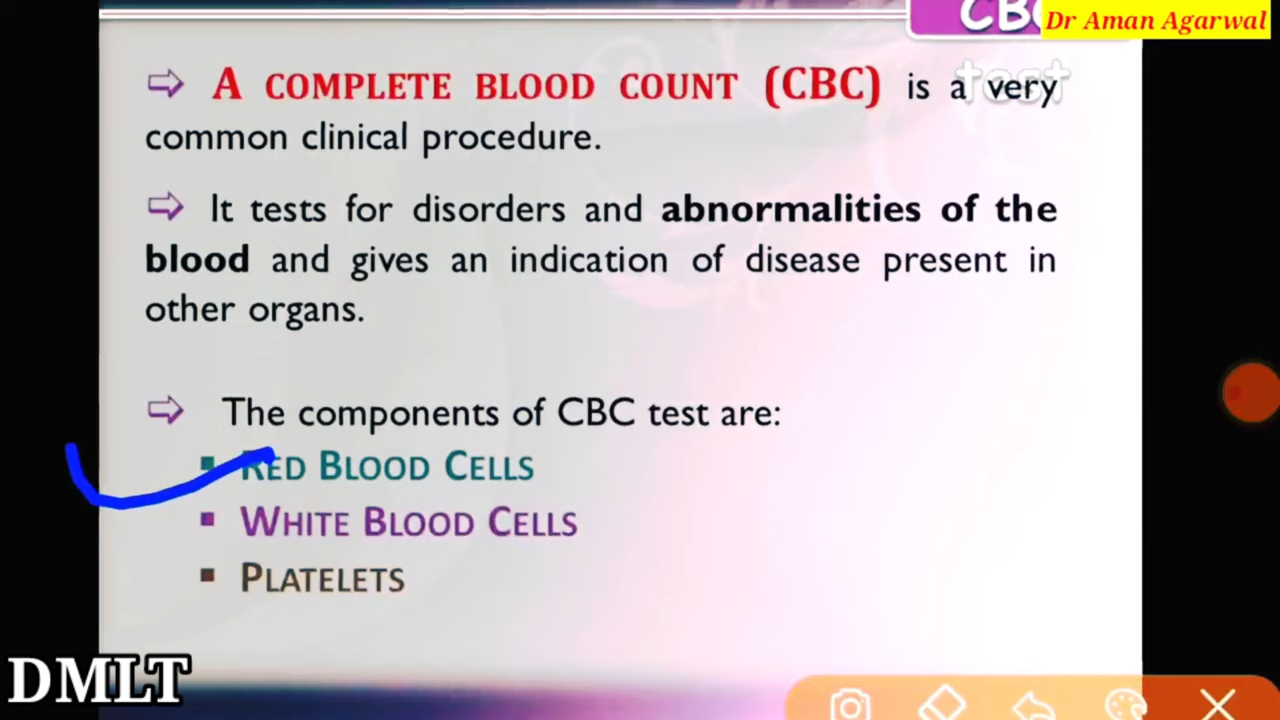 CBC
Dr Aman Agarwal
test
⇨ A COMPLETE BLOOD COUNT (CBC) is a very
common clinical procedure.
⇨ It tests for disorders and abnormalities of the
blood and gives an indication of disease present in
other organs.
⇨ The components of CBC test are:
▪ RED BLOOD CELLS
▪ WHITE BLOOD CELLS
▪ PLATELETS
DMLT